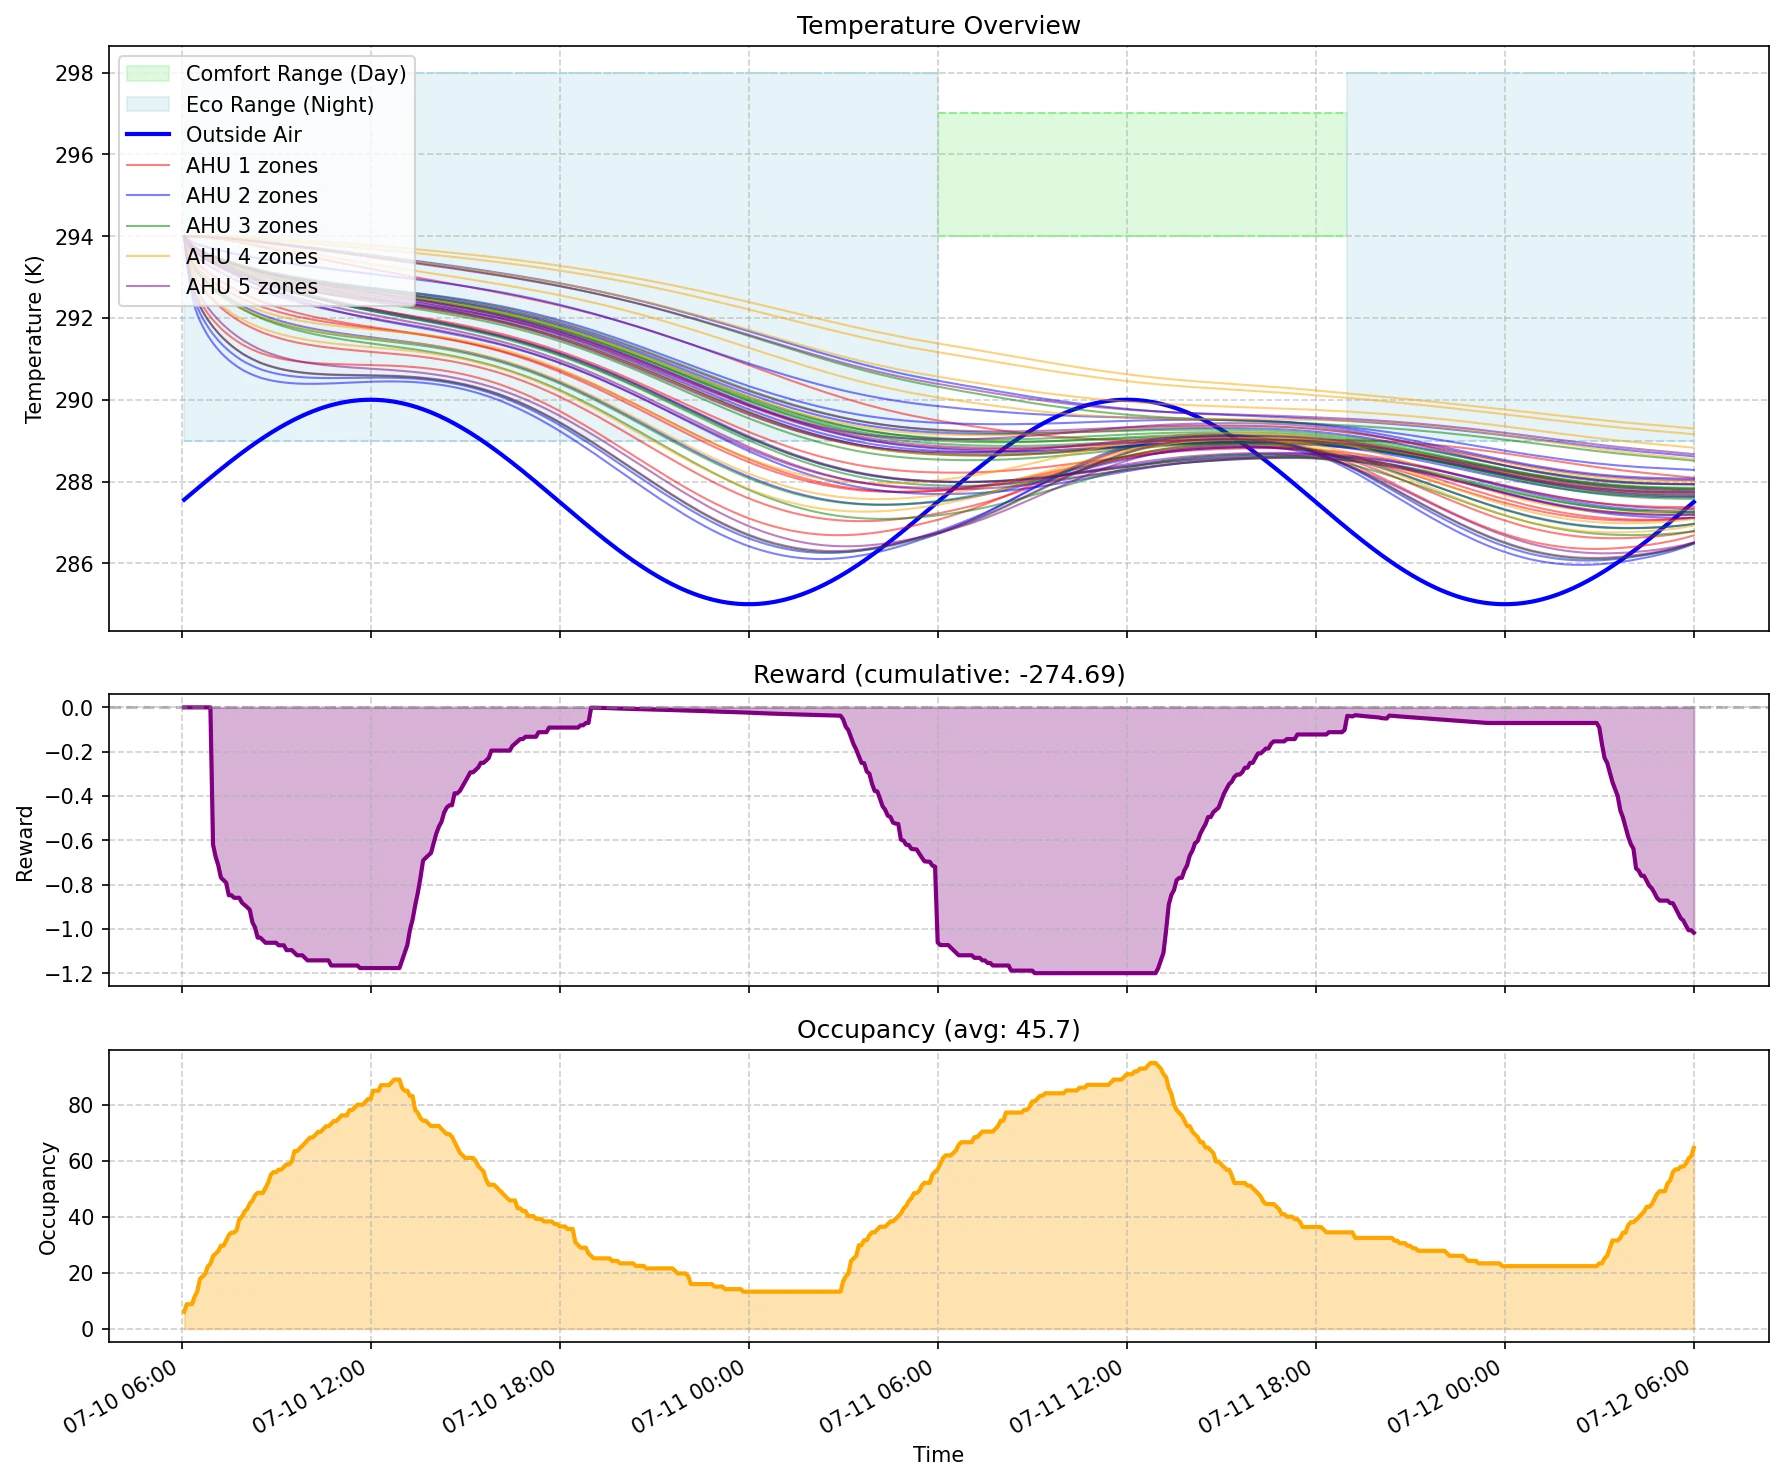 Temperature Overview
298
296
294
292
290
288
286
Temperature (K)
Comfort Range (Day)
Eco Range (Night)
Outside Air
AHU 1 zones
AHU 2 zones
AHU 3 zones
AHU 4 zones
AHU 5 zones
Reward (cumulative: -274.69)
0.0
−0.2
−0.4
−0.6
−0.8
−1.0
−1.2
Reward
Occupancy (avg: 45.7)
80
60
40
20
0
Occupancy
07-10 06:00
07-10 12:00
07-10 18:00
07-11 00:00
07-11 06:00
07-11 12:00
07-11 18:00
07-12 00:00
07-12 06:00
Time